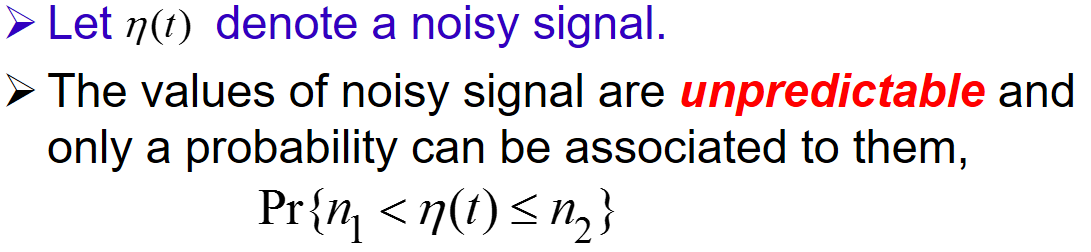 ➢ Let η(t) denote a noisy signal.
➢ The values of noisy signal are unpredictable and
only a probability can be associated to them,
Pr{n₁ < η(t) ≤ n₂}